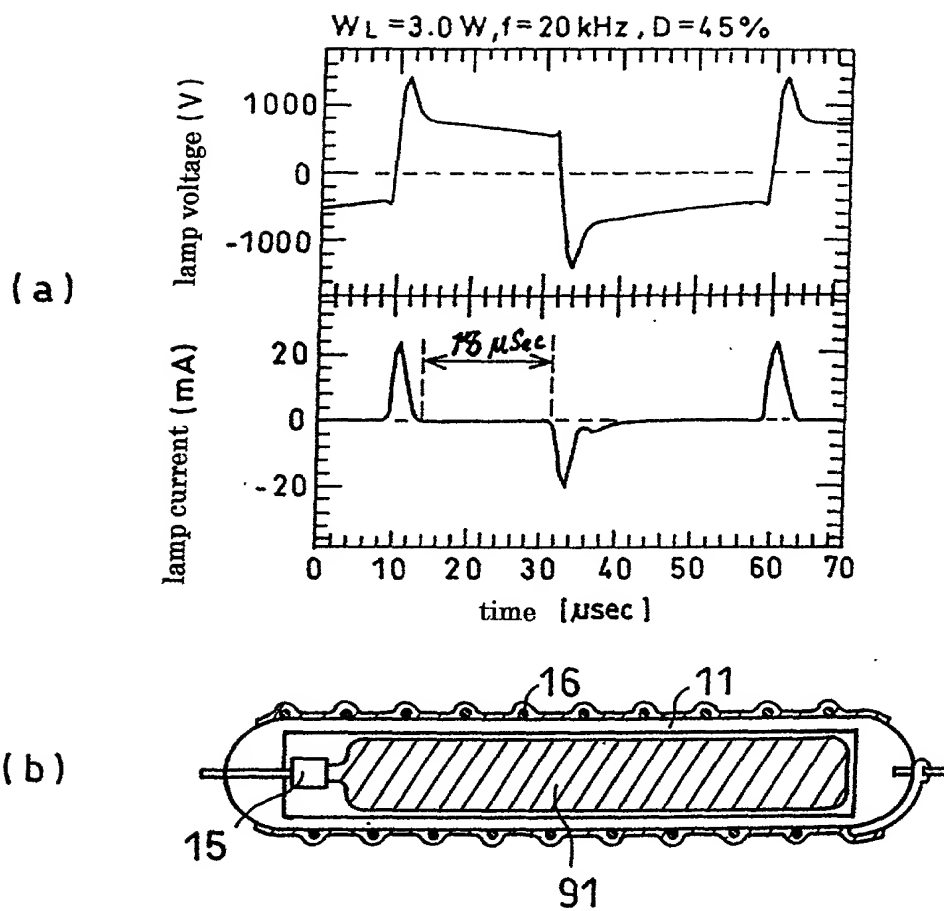 WL=3.0 W, f=20 kHz, D=45%
lamp voltage (V)
1000
0
-1000
(a)
lamp current (mA)
20
0
-20
18 μSec
0 10 20 30 40 50 60 70
time [μsec]
(b)
16 11
15
91